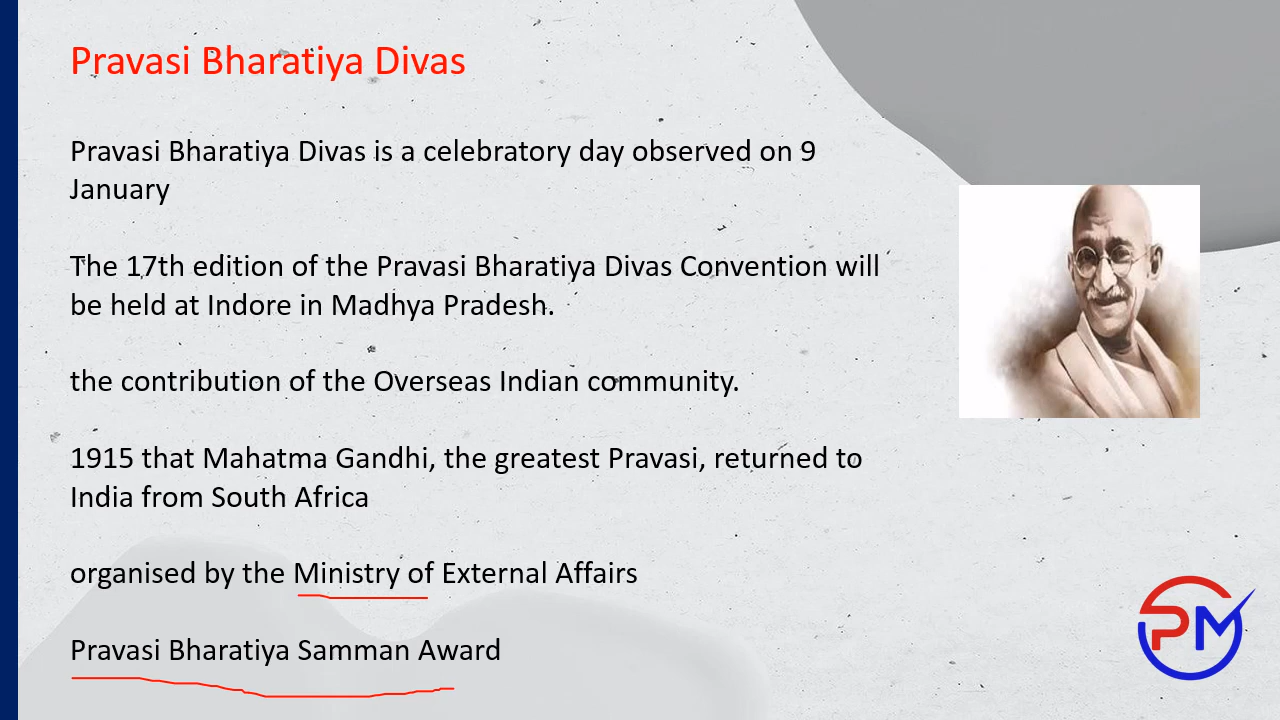 Pravasi Bharatiya Divas
Pravasi Bharatiya Divas is a celebratory day observed on 9
January
The 17th edition of the Pravasi Bharatiya Divas Convention will
be held at Indore in Madhya Pradesh.
the contribution of the Overseas Indian community.
1915 that Mahatma Gandhi, the greatest Pravasi, returned to
India from South Africa
organised by the Ministry of External Affairs
Pravasi Bharatiya Samman Award
PM